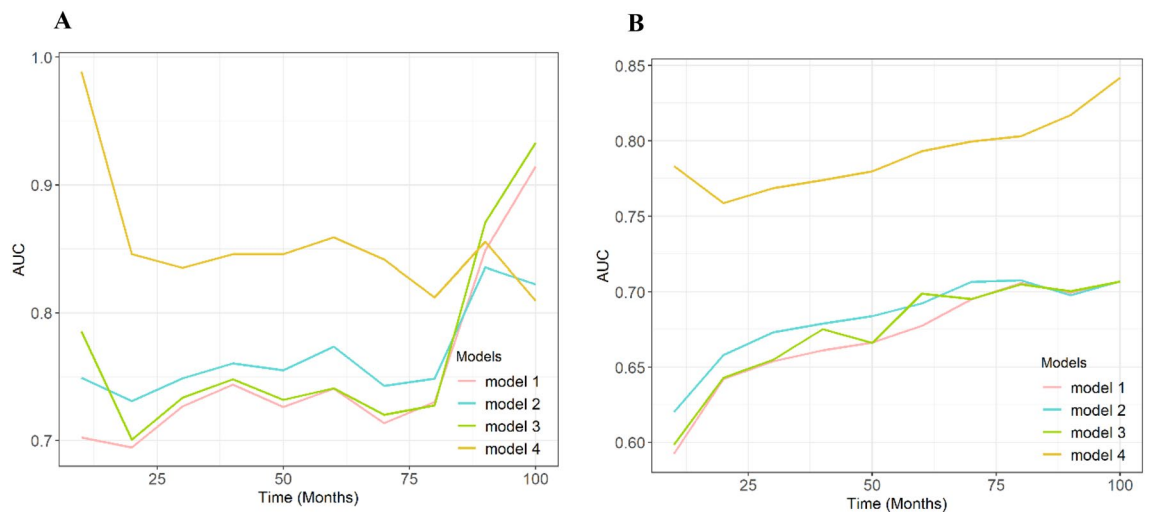 A
1.0
0.9
0.8
0.7
AUC
25
50
75
100
Time (Months)
Models
model 1
model 2
model 3
model 4
B
0.85
0.80
0.75
0.70
0.65
0.60
AUC
25
50
75
100
Time (Months)
Models
model 1
model 2
model 3
model 4